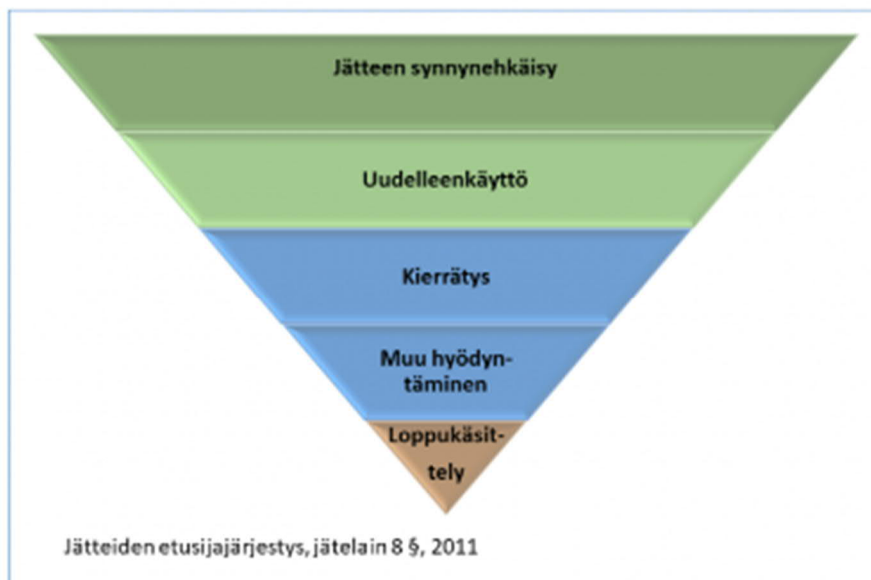 Jätteen synnynehkäisy
Uudelleenkäyttö
Kierrätys
Muu hyödyn-
täminen
Loppukäsit-
tely
Jätteiden etusijajärjestys, jätelain 8 §, 2011